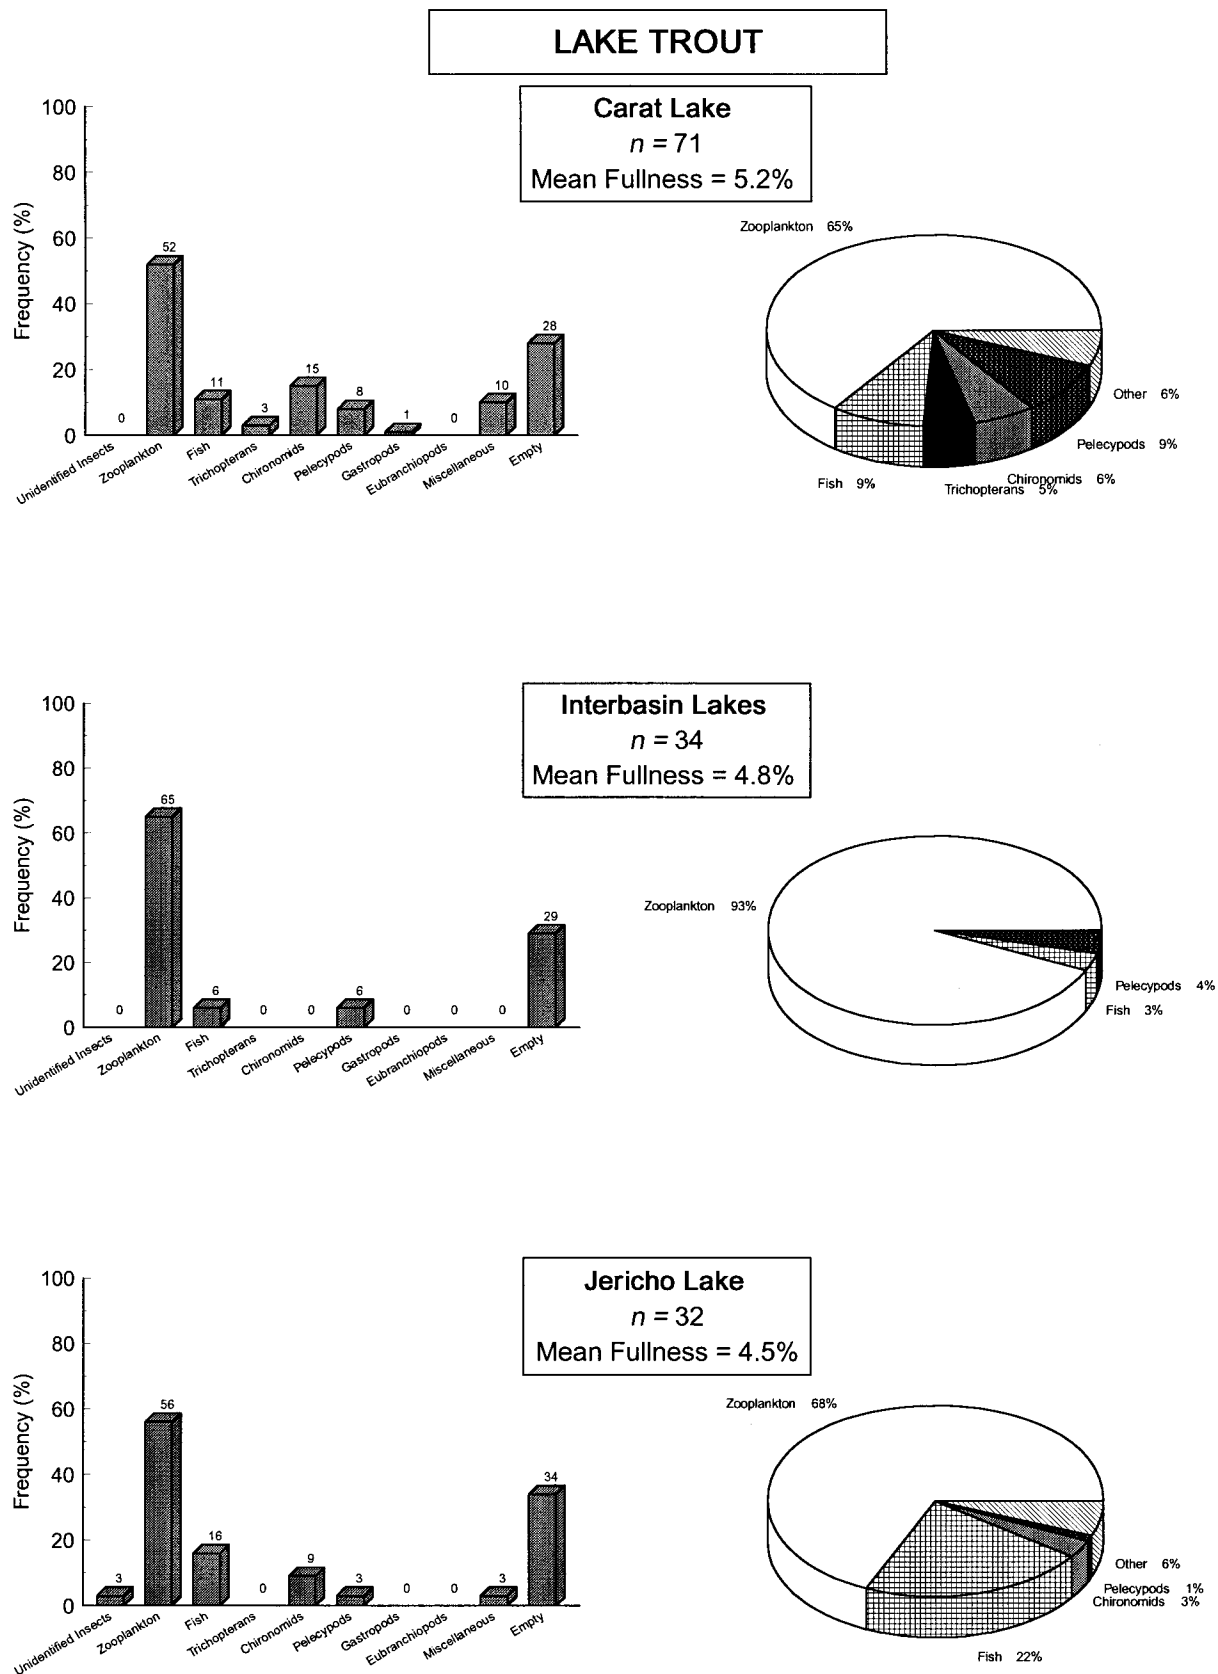 LAKE TROUT
Carat Lake
n = 71
Mean Fullness = 5.2%
Frequency (%)
100
80
60
40
20
0
0
52
11
3
15
8
1
0
10
28
Unidentified Insects
Zooplankton
Fish
Trichopterans
Chironomids
Pelecypods
Gastropods
Eubranchiopods
Miscellaneous
Empty
Zooplankton 65%
Other 6%
Pelecypods 9%
Chironomids 6%
Trichopterans 5%
Fish 9%
Interbasin Lakes
n = 34
Mean Fullness = 4.8%
Frequency (%)
100
80
60
40
20
0
0
65
6
0
0
6
0
0
0
29
Unidentified Insects
Zooplankton
Fish
Trichopterans
Chironomids
Pelecypods
Gastropods
Eubranchiopods
Miscellaneous
Empty
Zooplankton 93%
Pelecypods 4%
Fish 3%
Jericho Lake
n = 32
Mean Fullness = 4.5%
Frequency (%)
100
80
60
40
20
0
3
56
16
0
9
3
0
0
3
34
Unidentified Insects
Zooplankton
Fish
Trichopterans
Chironomids
Pelecypods
Gastropods
Eubranchiopods
Miscellaneous
Empty
Zooplankton 68%
Other 6%
Pelecypods 1%
Chironomids 3%
Fish 22%